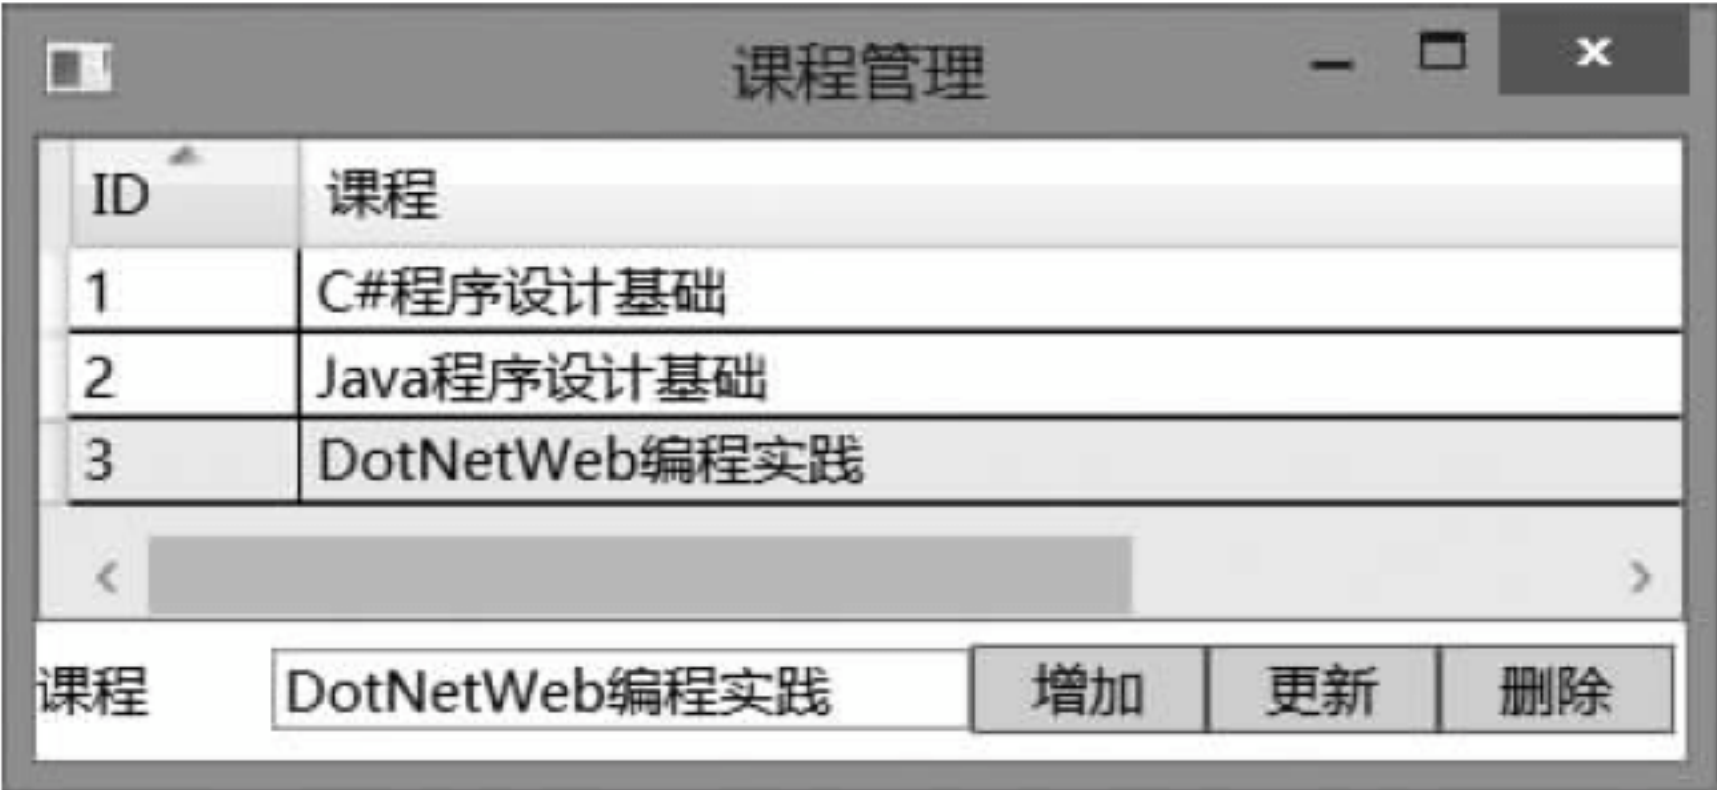 课程管理
ID 课程
1 C#程序设计基础
2 Java程序设计基础
3 DotNetWeb编程实践
课程 DotNetWeb编程实践 增加 更新 删除